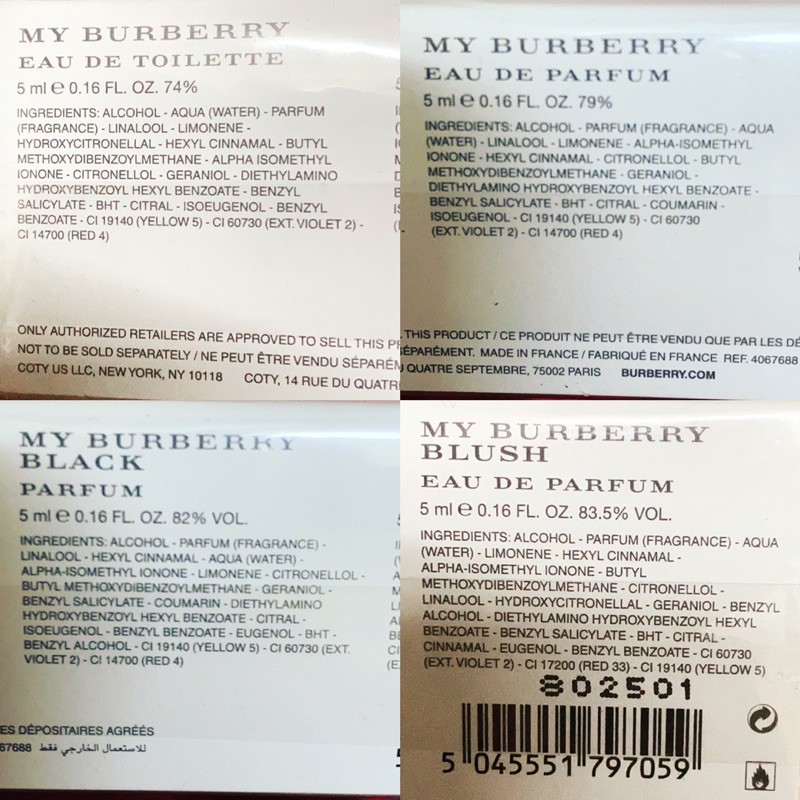 MY BURBERRY
EAU DE TOILETTE
5 ml e 0.16 FL. OZ. 74%
INGREDIENTS: ALCOHOL - AQUA (WATER) - PARFUM
(FRAGRANCE) - LINALOOL - LIMONENE -
HYDROXYCITRONELLAL - HEXYL CINNAMAL - BUTYL
METHOXYDIBENZOYLMETHANE - ALPHA ISOMETHYL
IONONE - CITRONELLOL - GERANIOL - DIETHYLAMINO
HYDROXYBENZOYL HEXYL BENZOATE - BENZYL
SALICYLATE - BHT - CITRAL - ISOEUGENOL - BENZYL
BENZOATE - CI 19140 (YELLOW 5) - CI 60730 (EXT. VIOLET 2) -
CI 14700 (RED 4)
ONLY AUTHORIZED RETAILERS ARE APPROVED TO SELL THIS
NOT TO BE SOLD SEPARATELY / NE PEUT ÊTRE VENDU SÉPARÉM
COTY US LLC, NEW YORK, NY 10118 COTY, 14 RUE DU QUATR
MY BURBERRY
EAU DE PARFUM
5 ml e 0.16 FL. OZ. 79%
INGREDIENTS: ALCOHOL - PARFUM (FRAGRANCE) - AQUA
(WATER) - LINALOOL - LIMONENE - ALPHA-ISOMETHYL
IONONE - HEXYL CINNAMAL - CITRONELLOL - BUTYL
METHOXYDIBENZOYLMETHANE - GERANIOL -
DIETHYLAMINO HYDROXYBENZOYL HEXYL BENZOATE -
BENZYL SALICYLATE - BHT - CITRAL - COUMARIN -
ISOEUGENOL - CI 19140 (YELLOW 5) - CI 60730
(EXT. VIOLET 2) - CI 14700 (RED 4)
THIS PRODUCT / CE PRODUIT NE PEUT ÊTRE VENDU QUE PAR LES DÉ
ÉPARÉMENT. MADE IN FRANCE / FABRIQUÉ EN FRANCE REF. 4067688
QUATRE SEPTEMBRE, 75002 PARIS BURBERRY.COM
MY BURBERRY
BLACK
PARFUM
5 ml e 0.16 FL. OZ. 82% VOL.
INGREDIENTS: ALCOHOL - PARFUM (FRAGRANCE) -
LINALOOL - HEXYL CINNAMAL - AQUA (WATER) -
ALPHA-ISOMETHYL IONONE - LIMONENE - CITRONELLOL -
BUTYL METHOXYDIBENZOYLMETHANE - GERANIOL -
BENZYL SALICYLATE - COUMARIN - DIETHYLAMINO
HYDROXYBENZOYL HEXYL BENZOATE - CITRAL -
ISOEUGENOL - BENZYL BENZOATE - EUGENOL - BHT -
BENZYL ALCOHOL - CI 19140 (YELLOW 5) - CI 60730 (EXT.
VIOLET 2) - CI 14700 (RED 4)
ES DÉPOSITAIRES AGRÉÉS
67688 للاستعمال الخارجي فقط
MY BURBERRY
BLUSH
EAU DE PARFUM
5 ml e 0.16 FL. OZ. 83.5% VOL.
INGREDIENTS: ALCOHOL - PARFUM (FRAGRANCE) - AQUA
(WATER) - LIMONENE - HEXYL CINNAMAL -
ALPHA-ISOMETHYL IONONE - BUTYL
METHOXYDIBENZOYLMETHANE - CITRONELLOL -
LINALOOL - HYDROXYCITRONELLAL - GERANIOL - BENZYL
ALCOHOL - DIETHYLAMINO HYDROXYBENZOYL HEXYL
BENZOATE - BENZYL SALICYLATE - BHT - CITRAL -
CINNAMAL - EUGENOL - BENZYL BENZOATE - CI 60730
(EXT. VIOLET 2) - CI 17200 (RED 33) - CI 19140 (YELLOW 5)
802501
5 045551 797059